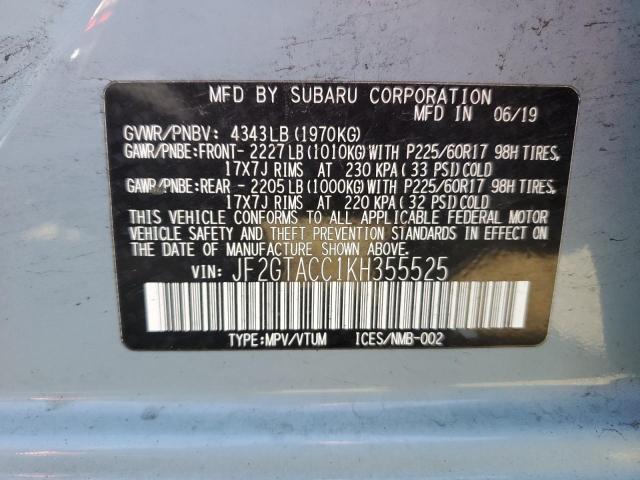 MFD BY SUBARU CORPORATION
MFD IN 06/19
GVWR/PNBV: 4343LB(1970KG)
GAWR/PNBE:FRONT- 2227LB(1010KG)WITH P225/60R17 98H TIRES,
17X7J RIMS AT 230 KPA(33 PSI)COLD
GAWR/PNBE:REAR - 2205LB(1000KG)WITH P225/60R17 98H TIRES,
17X7J RIMS AT 220 KPA(32 PSI)COLD
THIS VEHICLE CONFORMS TO ALL APPLICABLE FEDERAL MOTOR
VEHICLE SAFETY AND THEFT PREVENTION STANDARDS IN EFFECT ON
THE DATE OF MANUFACTURE SHOWN ABOVE.
VIN: JF2GTACC1KH355525
TYPE:MPV/VTUM ICES/NMB-002